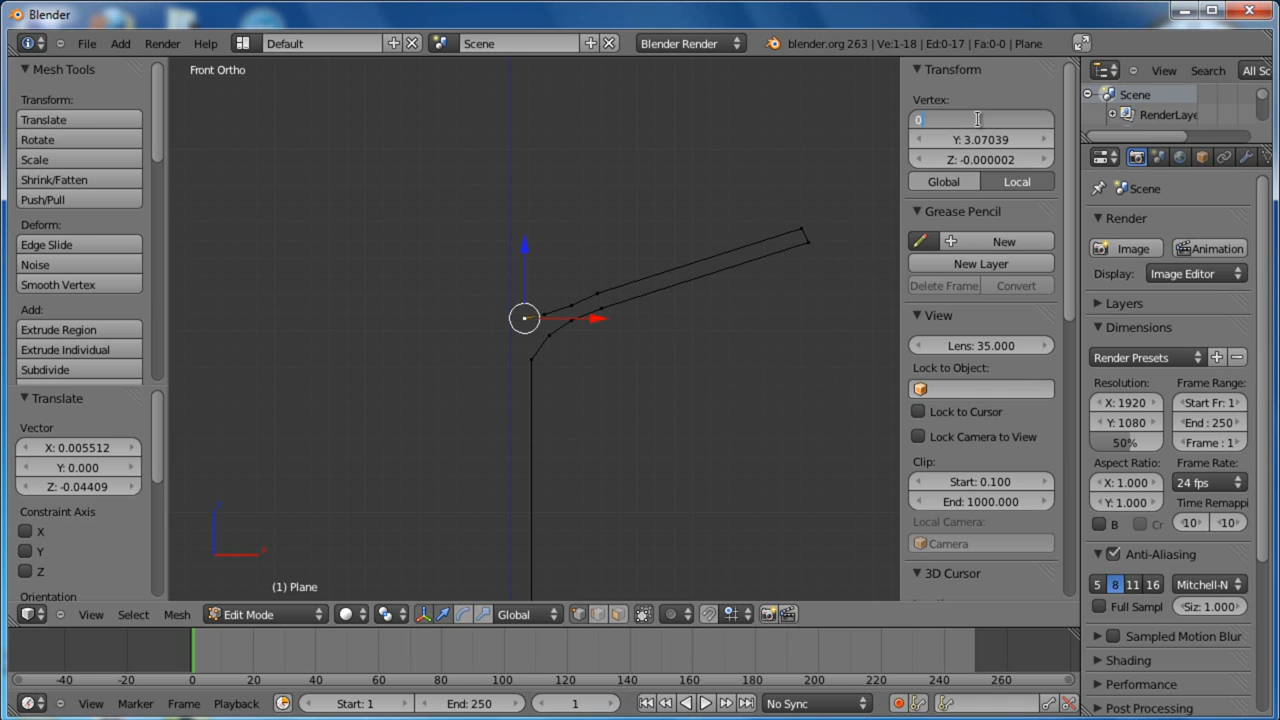 Blender
File Add Render Help Default Scene Blender Render blender.org 263 | Ve:1-18 | Ed:0-17 | Fa:0-0 | Plane
Mesh Tools
Transform:
Translate
Rotate
Scale
Shrink/Fatten
Push/Pull
Deform:
Edge Slide
Noise
Smooth Vertex
Add:
Extrude Region
Extrude Individual
Subdivide
Translate
Vector
X: 0.005512
Y: 0.000
Z: -0.04409
Constraint Axis
X
Y
Z
Orientation
Front Ortho
(1) Plane
Transform
Vertex:
0
Y: 3.07039
Z: -0.000002
Global Local
Grease Pencil
New
New Layer
Delete Frame Convert
View
Lens: 35.000
Lock to Object:
Lock to Cursor
Lock Camera to View
Clip:
Start: 0.100
End: 1000.000
Local Camera:
Camera
3D Cursor
View Search All Sc
Scene
RenderLaye
Scene
Render
Image Animation
Display: Image Editor
Layers
Dimensions
Render Presets
Resolution: Frame Range:
X: 1920 Start Fr: 1
Y: 1080 End : 250
50% Frame : 1
Aspect Ratio: Frame Rate:
X: 1.000 24 fps
Y: 1.000 Time Remappi
B Cr 10 10
Anti-Aliasing
5 8 11 16 Mitchell-N
Full Sampl Siz: 1.000
Sampled Motion Blur
Shading
Performance
Post Processing
View Select Mesh Edit Mode Global
-40 -20 0 20 40 60 80 100 120 140 160 180 200 220 240 260
View Marker Frame Playback Start: 1 End: 250 1 No Sync